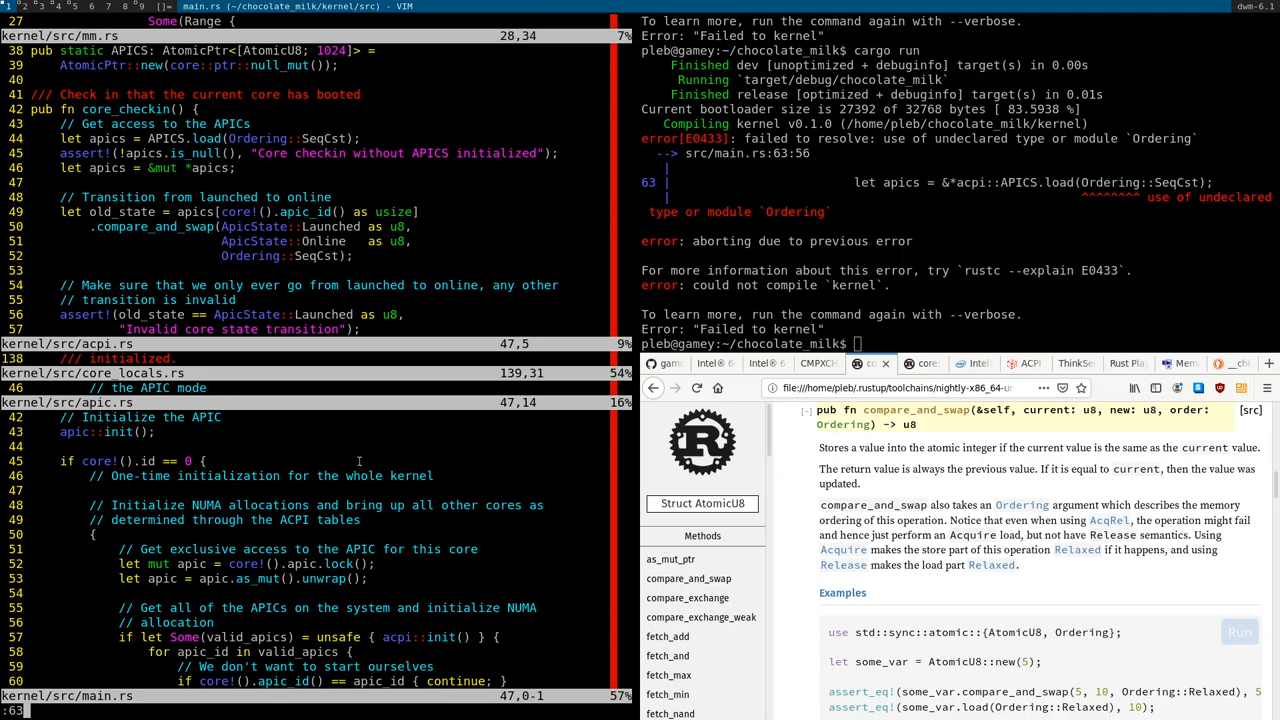 1 2 3 4 5 6 7 8 9 []= main.rs (~/chocolate_milk/kernel/src) - VIM dwm-6.1
27 Some(Range {
kernel/src/mm.rs 28,34 7%
38 pub static APICS: AtomicPtr<[AtomicU8; 1024]> =
39 AtomicPtr::new(core::ptr::null_mut());
40
41 /// Check in that the current core has booted
42 pub fn core_checkin() {
43 // Get access to the APICs
44 let apics = APICS.load(Ordering::SeqCst);
45 assert!(!apics.is_null(), "Core checkin without APICS initialized");
46 let apics = &mut *apics;
47
48 // Transition from launched to online
49 let old_state = apics[core!().apic_id() as usize]
50 .compare_and_swap(ApicState::Launched as u8,
51 ApicState::Online as u8,
52 Ordering::SeqCst);
53
54 // Make sure that we only ever go from launched to online, any other
55 // transition is invalid
56 assert!(old_state == ApicState::Launched as u8,
57 "Invalid core state transition");
kernel/src/acpi.rs 47,5 9%
138 /// initialized.
kernel/src/core_locals.rs 139,31 54%
46 // the APIC mode
kernel/src/apic.rs 47,14 16%
42 // Initialize the APIC
43 apic::init();
44
45 if core!().id == 0 {
46 // One-time initialization for the whole kernel
47
48 // Initialize NUMA allocations and bring up all other cores as
49 // determined through the ACPI tables
50 {
51 // Get exclusive access to the APIC for this core
52 let mut apic = core!().apic.lock();
53 let apic = apic.as_mut().unwrap();
54
55 // Get all of the APICs on the system and initialize NUMA
56 // allocation
57 if let Some(valid_apics) = unsafe { acpi::init() } {
58 for apic_id in valid_apics {
59 // We don't want to start ourselves
60 if core!().apic_id() == apic_id { continue; }
kernel/src/main.rs 47,0-1 57%
:63
To learn more, run the command again with --verbose.
Error: "Failed to kernel"
pleb@gamey:~/chocolate_milk$ cargo run
Finished dev [unoptimized + debuginfo] target(s) in 0.00s
Running `target/debug/chocolate_milk`
Finished release [optimized + debuginfo] target(s) in 0.01s
Current bootloader size is 27392 of 32768 bytes [ 83.5938 %]
Compiling kernel v0.1.0 (/home/pleb/chocolate_milk/kernel)
error[E0433]: failed to resolve: use of undeclared type or module `Ordering`
--> src/main.rs:63:56
|
63 | let apics = &*acpi::APICS.load(Ordering::SeqCst);
| ^^^^^^^^ use of undeclared
type or module `Ordering`
error: aborting due to previous error
For more information about this error, try `rustc --explain E0433`.
error: could not compile `kernel`.
To learn more, run the command again with --verbose.
Error: "Failed to kernel"
pleb@gamey:~/chocolate_milk$
gamo Intel® 6 Intel® 6 CMPXCH co core. Intel ACPI ThinkSe Rust Play Mem __chk
file:///home/pleb/.rustup/toolchains/nightly-x86_64-un
Struct AtomicU8
Methods
as_mut_ptr
compare_and_swap
compare_exchange
compare_exchange_weak
fetch_add
fetch_and
fetch_max
fetch_min
fetch_nand
[-] pub fn compare_and_swap(&self, current: u8, new: u8, order: [src]
Ordering) -> u8
Stores a value into the atomic integer if the current value is the same as the current value.
The return value is always the previous value. If it is equal to current, then the value was
updated.
compare_and_swap also takes an Ordering argument which describes the memory
ordering of this operation. Notice that even when using AcqRel, the operation might fail
and hence just perform an Acquire load, but not have Release semantics. Using
Acquire makes the store part of this operation Relaxed if it happens, and using
Release makes the load part Relaxed.
Examples
Run
use std::sync::atomic::{AtomicU8, Ordering};
let some_var = AtomicU8::new(5);
assert_eq!(some_var.compare_and_swap(5, 10, Ordering::Relaxed), 5
assert_eq!(some_var.load(Ordering::Relaxed), 10);